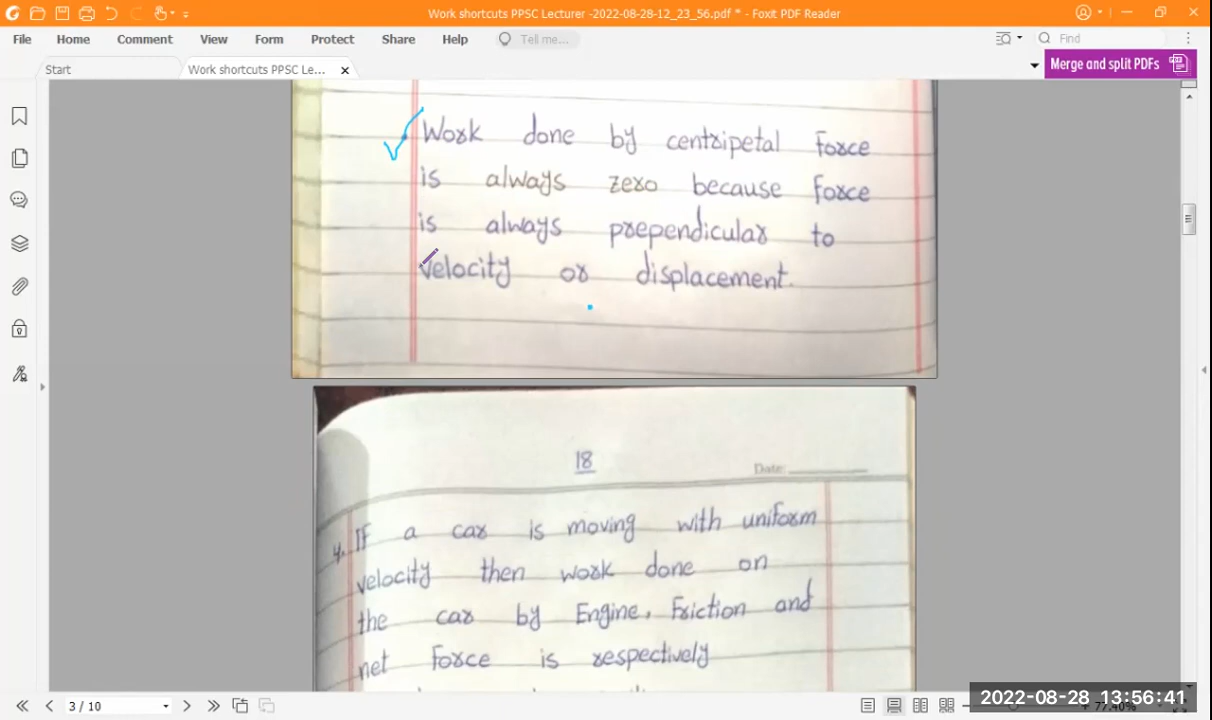 Work shortcuts PPSC Lecturer -2022-08-28-12_23_56.pdf * - Foxit PDF Reader
File Home Comment View Form Protect Share Help Tell me... Find
Start Work shortcuts PPSC Le... Merge and split PDFs
Work done by centripetal force
is always zero because force
is always prependicular to
velocity or displacement.
18
Date:
4. If a car is moving with uniform
velocity then work done on
the car by Engine, Friction and
net force is respectively
3 / 10
2022-08-28 13:56:41